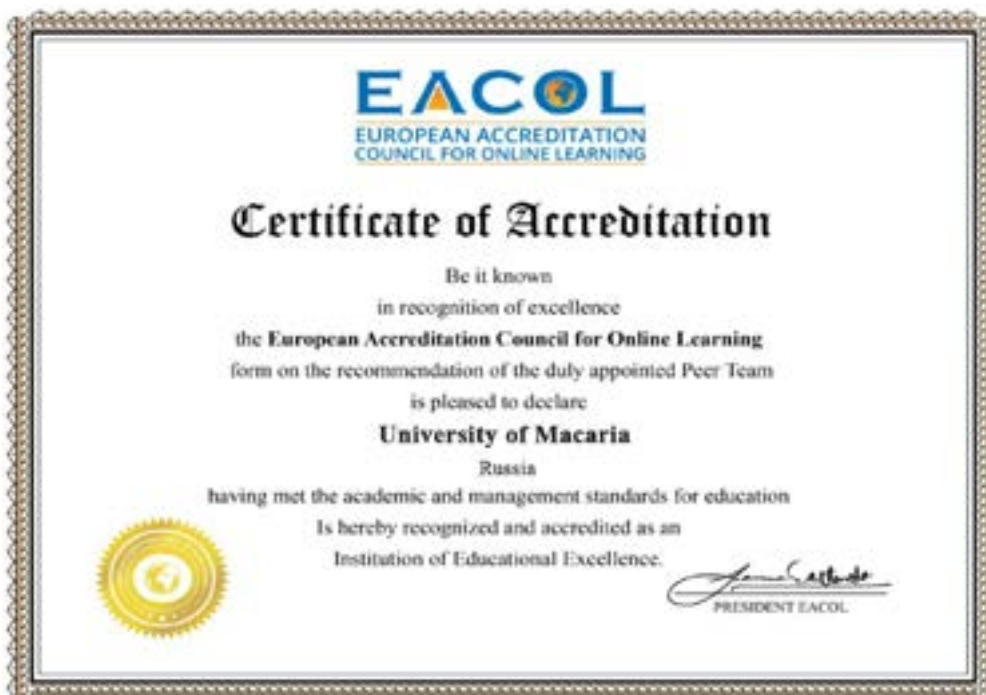 EACOL
EUROPEAN ACCREDITATION
COUNCIL FOR ONLINE LEARNING
Certificate of Accreditation
Be it known
in recognition of excellence
the European Accreditation Council for Online Learning
form on the recommendation of the duly appointed Peer Team
is pleased to declare
University of Macaria
Russia
having met the academic and management standards for education
Is hereby recognized and accredited as an
Institution of Educational Excellence.
PRESIDENT EACOL